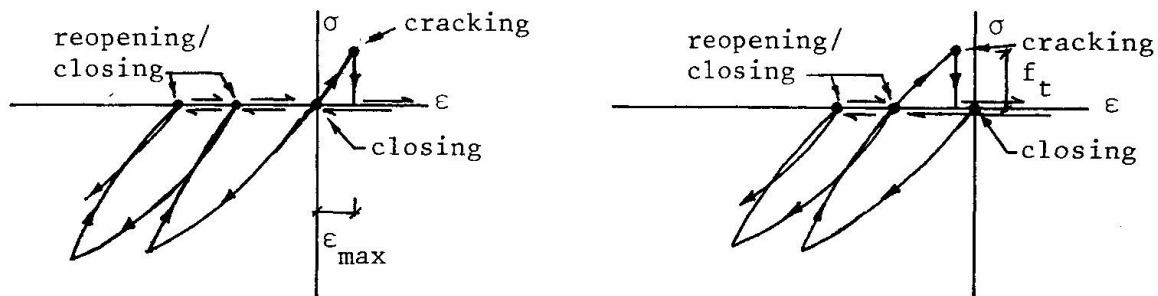 σ
cracking
reopening/
closing
ε
closing
ε max
σ
reopening/
closing
cracking
f t
ε
closing